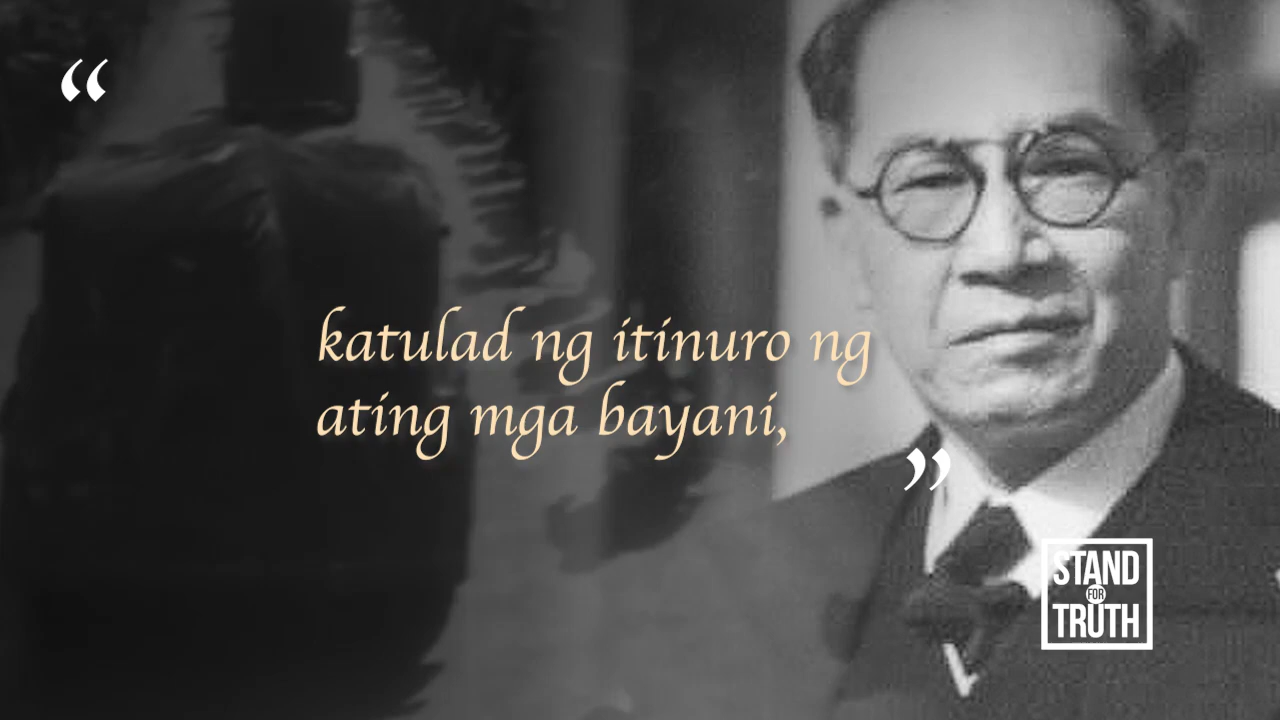 “
katulad ng itinuro ng
ating mga bayani,
”
STAND
FOR
TRUTH